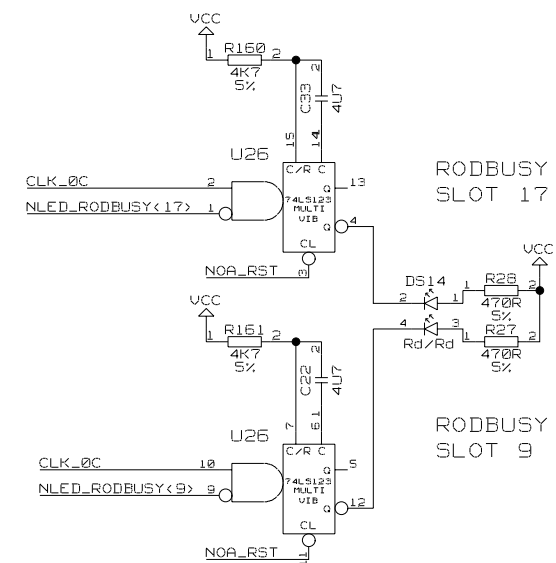 VCC
1 R160 2
4K7
5%
2
C33
4U7
15
14
U26
C/R C
RODBUSY
SLOT 17
CLK_0C 2
Q 13
74LS123
MULTI
VIB
NLED_RODBUSY<17> 1
Q 4
CL
VCC
NOA_RST
3
DS14
R28
2 1 1 2
470R
5%
VCC
4 3 1 R27 2
Rd/Rd
470R
5%
1 R161 2
4K7
5%
2
C22
4U7
7
6 1
RODBUSY
SLOT 9
U26
C/R C
CLK_0C 10
Q 5
74LS123
MULTI
VIB
NLED_RODBUSY<9> 9
Q 12
CL
NOA_RST
11